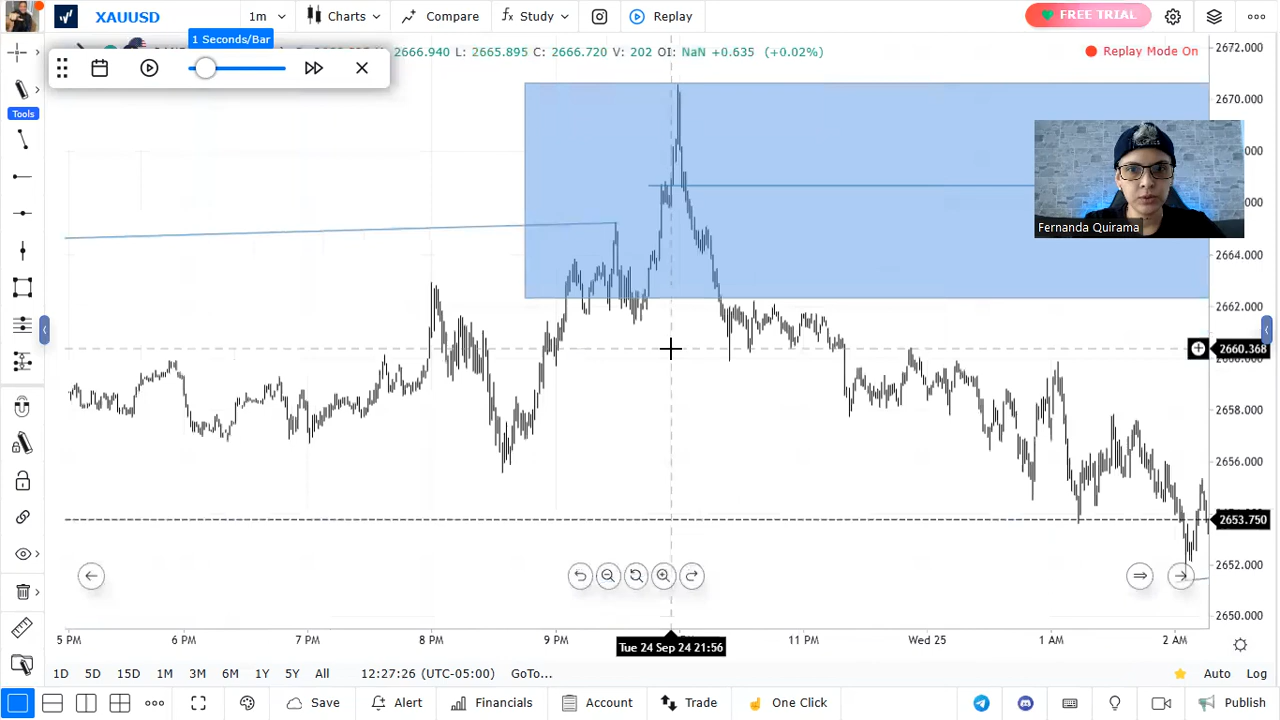 XAUUSD 1m Charts Compare Study Replay FREE TRIAL
1 Seconds/Bar
2666.940 L: 2665.895 C: 2666.720 V: 202 OI: NaN +0.635 (+0.02%) Replay Mode On
Tools
Fernanda Quirama
2672.000
2670.000
2664.000
2662.000
2660.368
2658.000
2656.000
2653.750
2652.000
2650.000
5 PM 6 PM 7 PM 8 PM 9 PM 11 PM Wed 25 1 AM 2 AM
Tue 24 Sep 24 21:56
1D 5D 15D 1M 3M 6M 1Y 5Y All 12:27:26 (UTC-05:00) GoTo... Auto Log
Save Alert Financials Account Trade One Click Publish